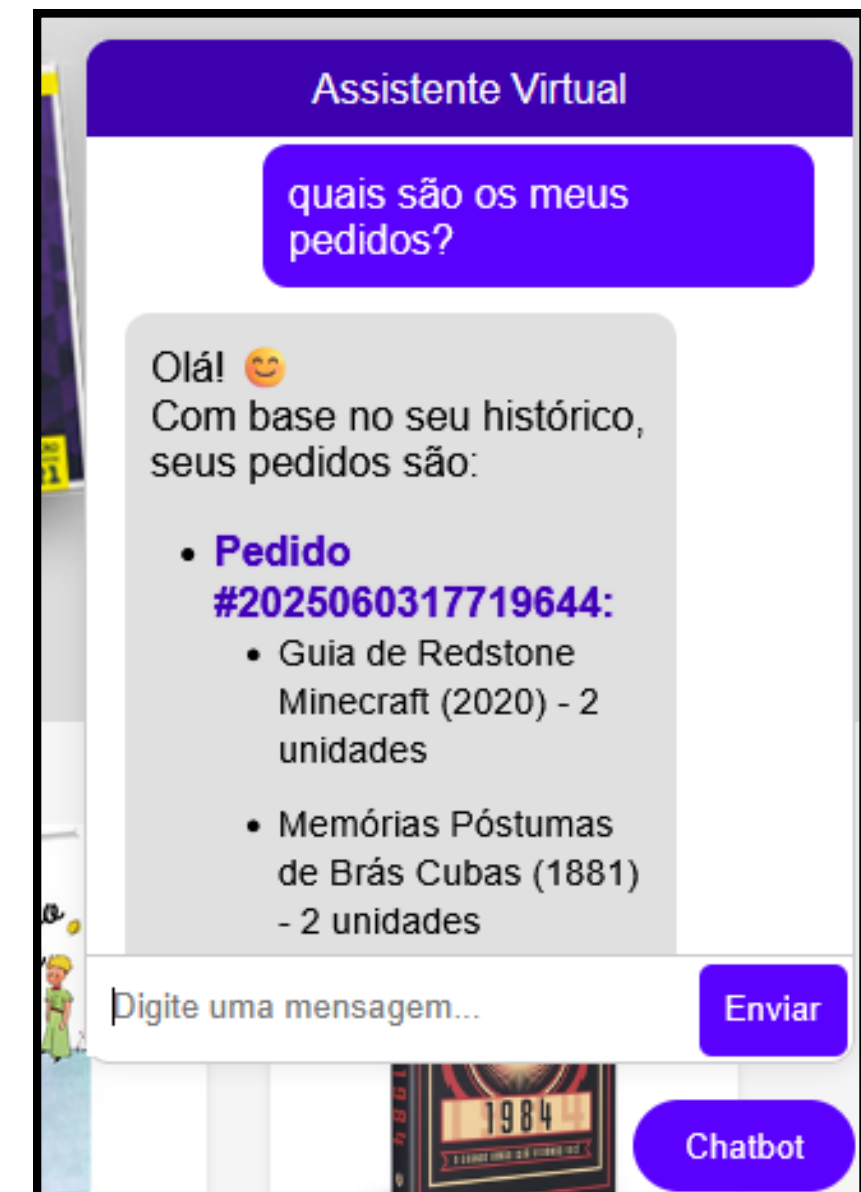 Assistente Virtual
quais são os meus
pedidos?
Olá! 😊
Com base no seu histórico,
seus pedidos são:
• Pedido
#2025060317719644:
• Guia de Redstone
Minecraft (2020) - 2
unidades
• Memórias Póstumas
de Brás Cubas (1881)
- 2 unidades
Digite uma mensagem...
Enviar
1984
Chatbot